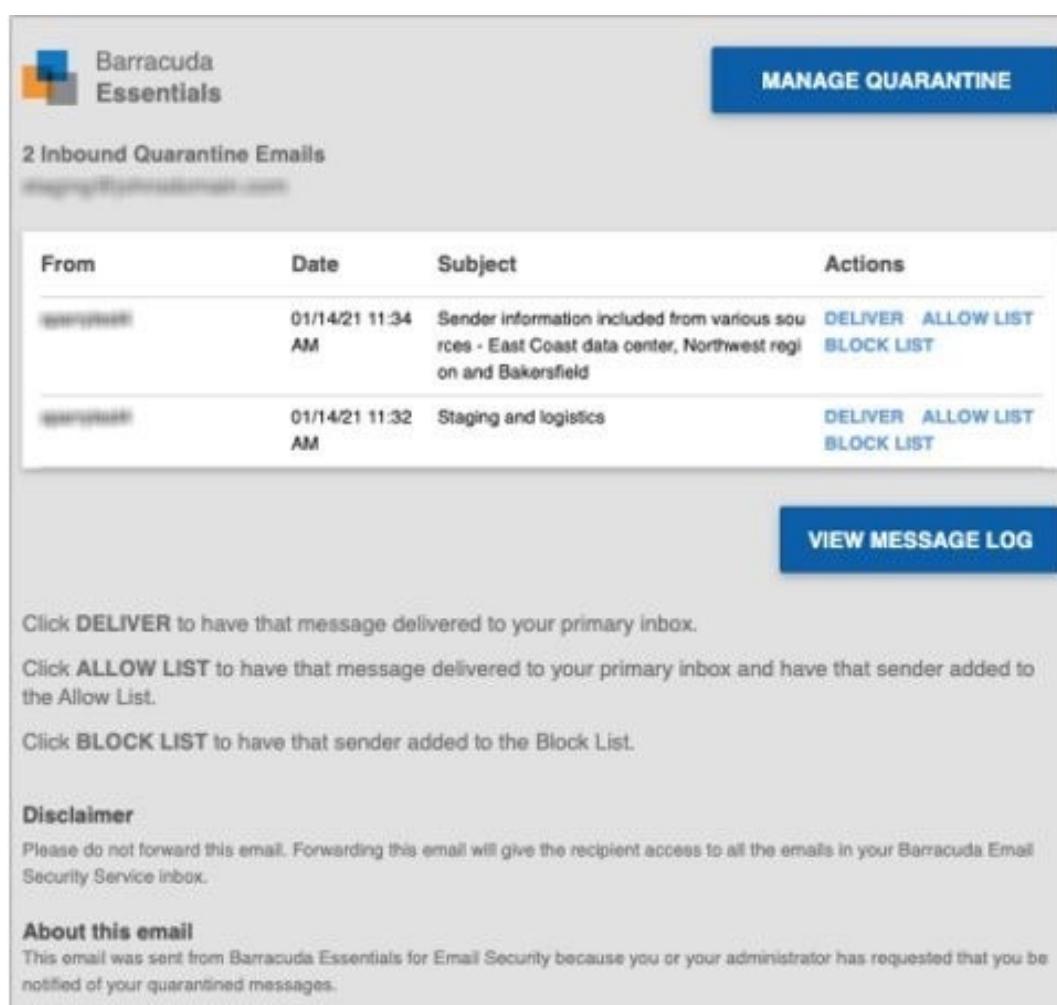 Barracuda
Essentials
MANAGE QUARANTINE
2 Inbound Quarantine Emails
From Date Subject Actions
01/14/21 11:34 Sender information included from various sou DELIVER ALLOW LIST
AM rces - East Coast data center, Northwest regi BLOCK LIST
on and Bakersfield
01/14/21 11:32 Staging and logistics DELIVER ALLOW LIST
AM BLOCK LIST
VIEW MESSAGE LOG
Click DELIVER to have that message delivered to your primary inbox.
Click ALLOW LIST to have that message delivered to your primary inbox and have that sender added to
the Allow List.
Click BLOCK LIST to have that sender added to the Block List.
Disclaimer
Please do not forward this email. Forwarding this email will give the recipient access to all the emails in your Barracuda Email
Security Service inbox.
About this email
This email was sent from Barracuda Essentials for Email Security because you or your administrator has requested that you be
notified of your quarantined messages.